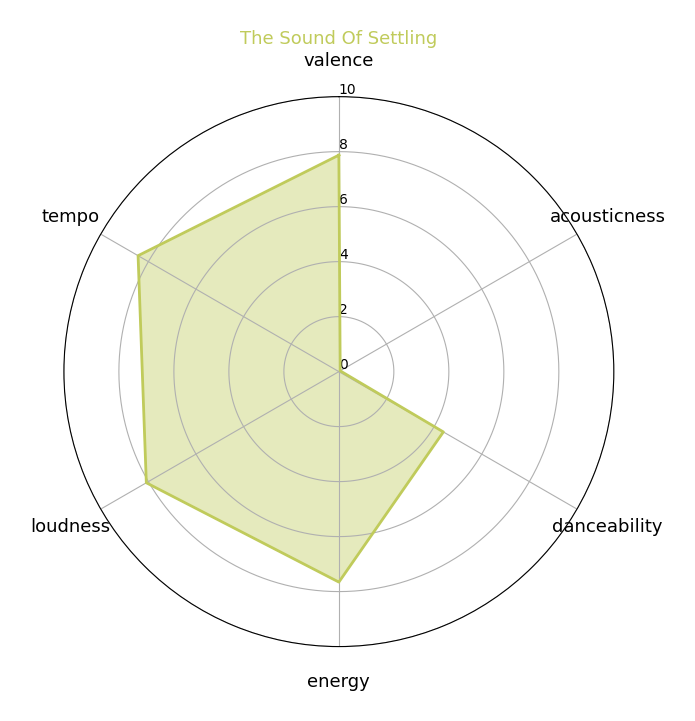 The Sound Of Settling
valence
10
8
6
4
2
0
tempo
acousticness
loudness
danceability
energy